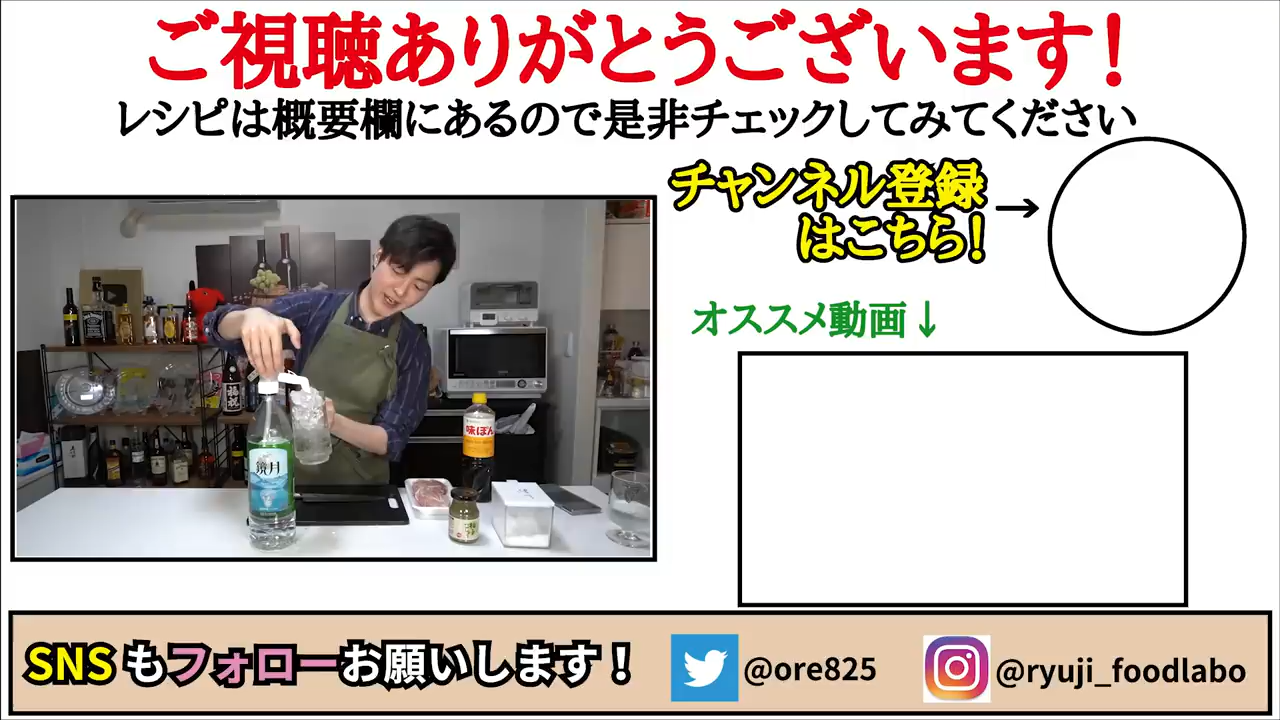 ご視聴ありがとうございます!
レシピは概要欄にあるので是非チェックしてみてください
チャンネル登録
はこちら!
→
オススメ動画↓
鏡月
味ぽん
SNSもフォローお願いします!
@ore825
@ryuji_foodlabo